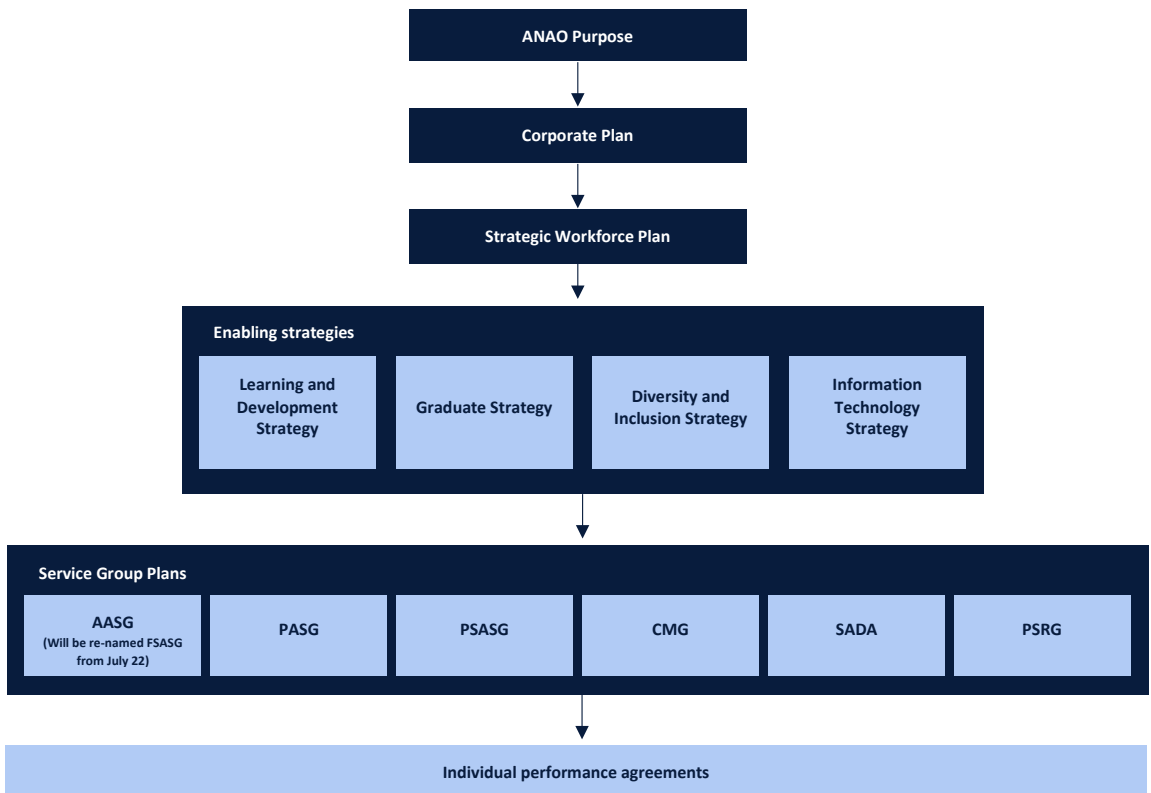 ANAO Purpose
Corporate Plan
Strategic Workforce Plan
Enabling strategies
Learning and
Development
Strategy
Graduate Strategy
Diversity and
Inclusion Strategy
Information
Technology
Strategy
Service Group Plans
AASG
(Will be re-named FSASG
from July 22)
PASG
PSASG
CMG
SADA
PSRG
Individual performance agreements